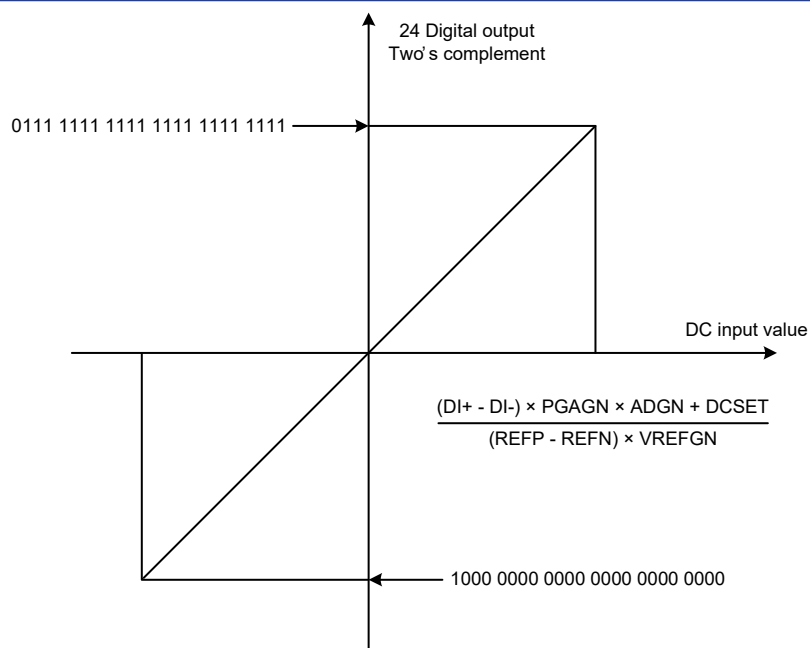 24 Digital output
Two's complement
0111 1111 1111 1111 1111 1111
DC input value
(DI+ - DI-) × PGAGN × ADGN + DCSET
(REFP - REFN) × VREFGN
1000 0000 0000 0000 0000 0000